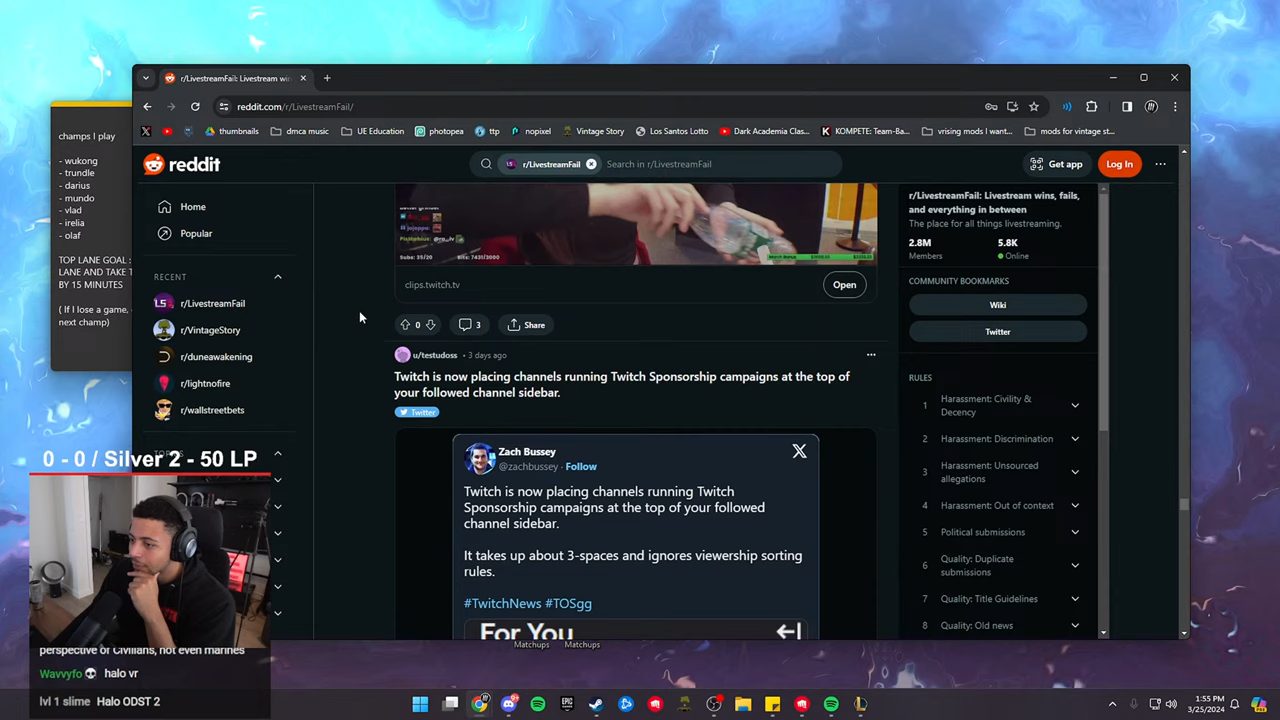 r/LivestreamFail: Livestream win
reddit.com/r/LivestreamFail/
thumbnails
dmca music
UE Education
photopea
ttp
nopixel
Vintage Story
Los Santos Lotto
Dark Academia Clas...
KOMPETE: Team-Ba...
vrising mods I want...
mods for vintage st...
champs I play
- wukong
- trundle
- darius
- mundo
- vlad
- irelia
- olaf
TOP LANE GOAL :
LANE AND TAKE T
BY 15 MINUTES
( If I lose a game,
next champ)
reddit
r/LivestreamFail
Search in r/LivestreamFail
Get app
Log In
Home
Popular
RECENT
r/LivestreamFail
r/VintageStory
r/duneawakening
r/lightnofire
r/wallstreetbets
Subs: 35/20
Bits: 7431/3000
clips.twitch.tv
Open
0
3
Share
u/testudoss • 3 days ago
Twitch is now placing channels running Twitch Sponsorship campaigns at the top of
your followed channel sidebar.
Twitter
Zach Bussey
@zachbussey · Follow
Twitch is now placing channels running Twitch
Sponsorship campaigns at the top of your followed
channel sidebar.
It takes up about 3-spaces and ignores viewership sorting
rules.
#TwitchNews #TOSgg
For You
r/LivestreamFail: Livestream wins, fails,
and everything in between
The place for all things livestreaming.
2.8M
5.8K
Members
Online
COMMUNITY BOOKMARKS
Wiki
Twitter
RULES
1 Harassment: Civility &
Decency
2 Harassment: Discrimination
3 Harassment: Unsourced
allegations
4 Harassment: Out of context
5 Political submissions
6 Quality: Duplicate
submissions
7 Quality: Title Guidelines
8 Quality: Old news
0 - 0 / Silver 2 - 50 LP
perspective of Civilians, not even marines
Wavvyfo halo vr
lvl 1 slime Halo ODST 2
Matchups
Matchups
1:55 PM
3/25/2024